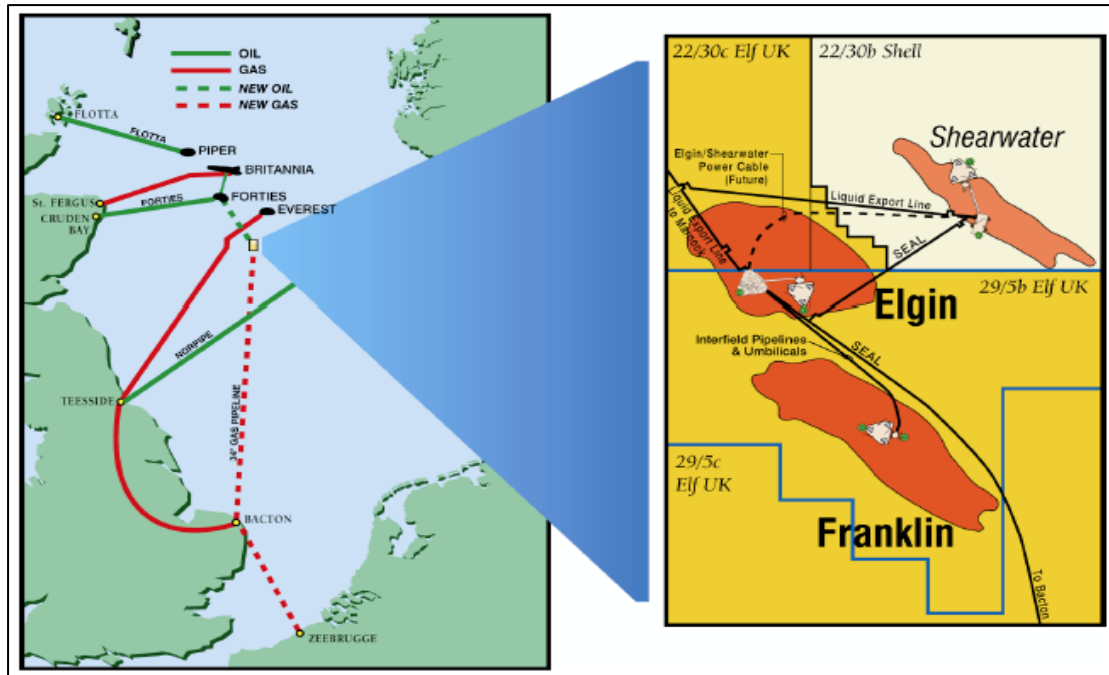 OIL
GAS
NEW OIL
NEW GAS
FLOTTA
FLOTTA
PIPER
BRITANNIA
St. FERGUS
FORTIES
FORTIES
CRUDEN
BAY
EVEREST
NORPIPE
TEESSIDE
34" GAS PIPELINE
BACTON
ZEEBRUGGE
22/30c Elf UK
22/30b Shell
Shearwater
Elgin/Shearwater
Power Cable
(Future)
Liquid Export Line
Liquid Export Line
to Marnock
SEAL
29/5b Elf UK
Elgin
Interfield Pipelines
& Umbilicals
SEAL
29/5c
Elf UK
Franklin
To Bacton